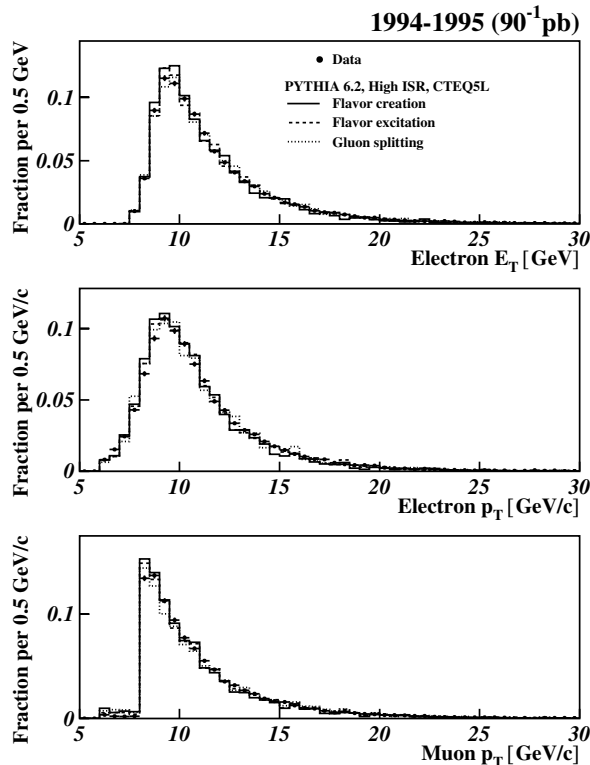 1994-1995 (90⁻¹pb)
Data
PYTHIA 6.2, High ISR, CTEQ5L
Flavor creation
Flavor excitation
Gluon splitting
Fraction per 0.5 GeV
0.1
0.05
0
5 10 15 20 25 30
Electron E_T [GeV]
Fraction per 0.5 GeV/c
0.1
0.05
0
5 10 15 20 25 30
Electron p_T [GeV/c]
Fraction per 0.5 GeV/c
0.1
0
5 10 15 20 25 30
Muon p_T [GeV/c]